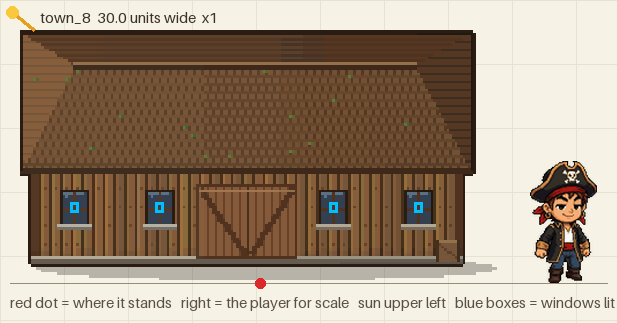 town_8  30.0 units wide  x1
red dot = where it stands   right = the player for scale   sun upper left   blue boxes = windows lit